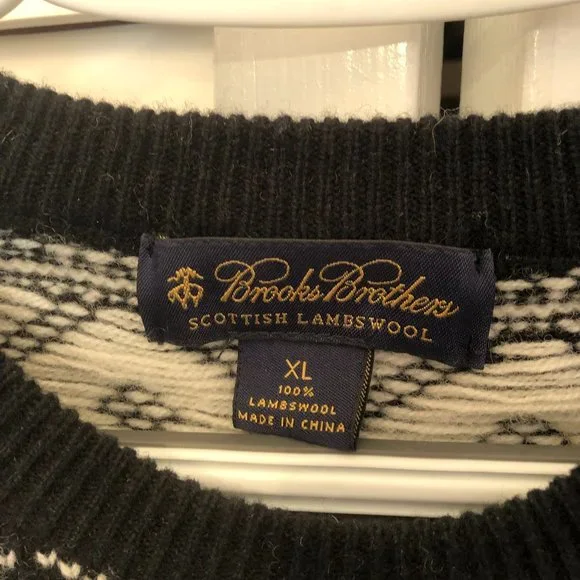 Brooks Brothers
SCOTTISH LAMBSWOOL
XL
100%
LAMBSWOOL
MADE IN CHINA